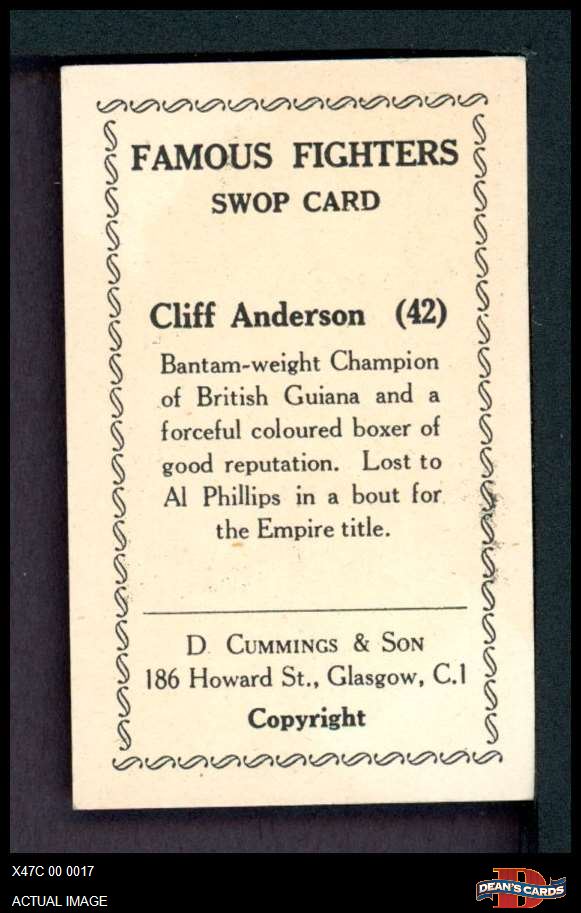 FAMOUS FIGHTERS
SWOP CARD
Cliff Anderson (42)
Bantam-weight Champion
of British Guiana and a
forceful coloured boxer of
good reputation. Lost to
Al Phillips in a bout for
the Empire title.
D. CUMMINGS & SON
186 Howard St., Glasgow, C.1
Copyright
X47C 00 0017
ACTUAL IMAGE
D
DEAN'S CARDS